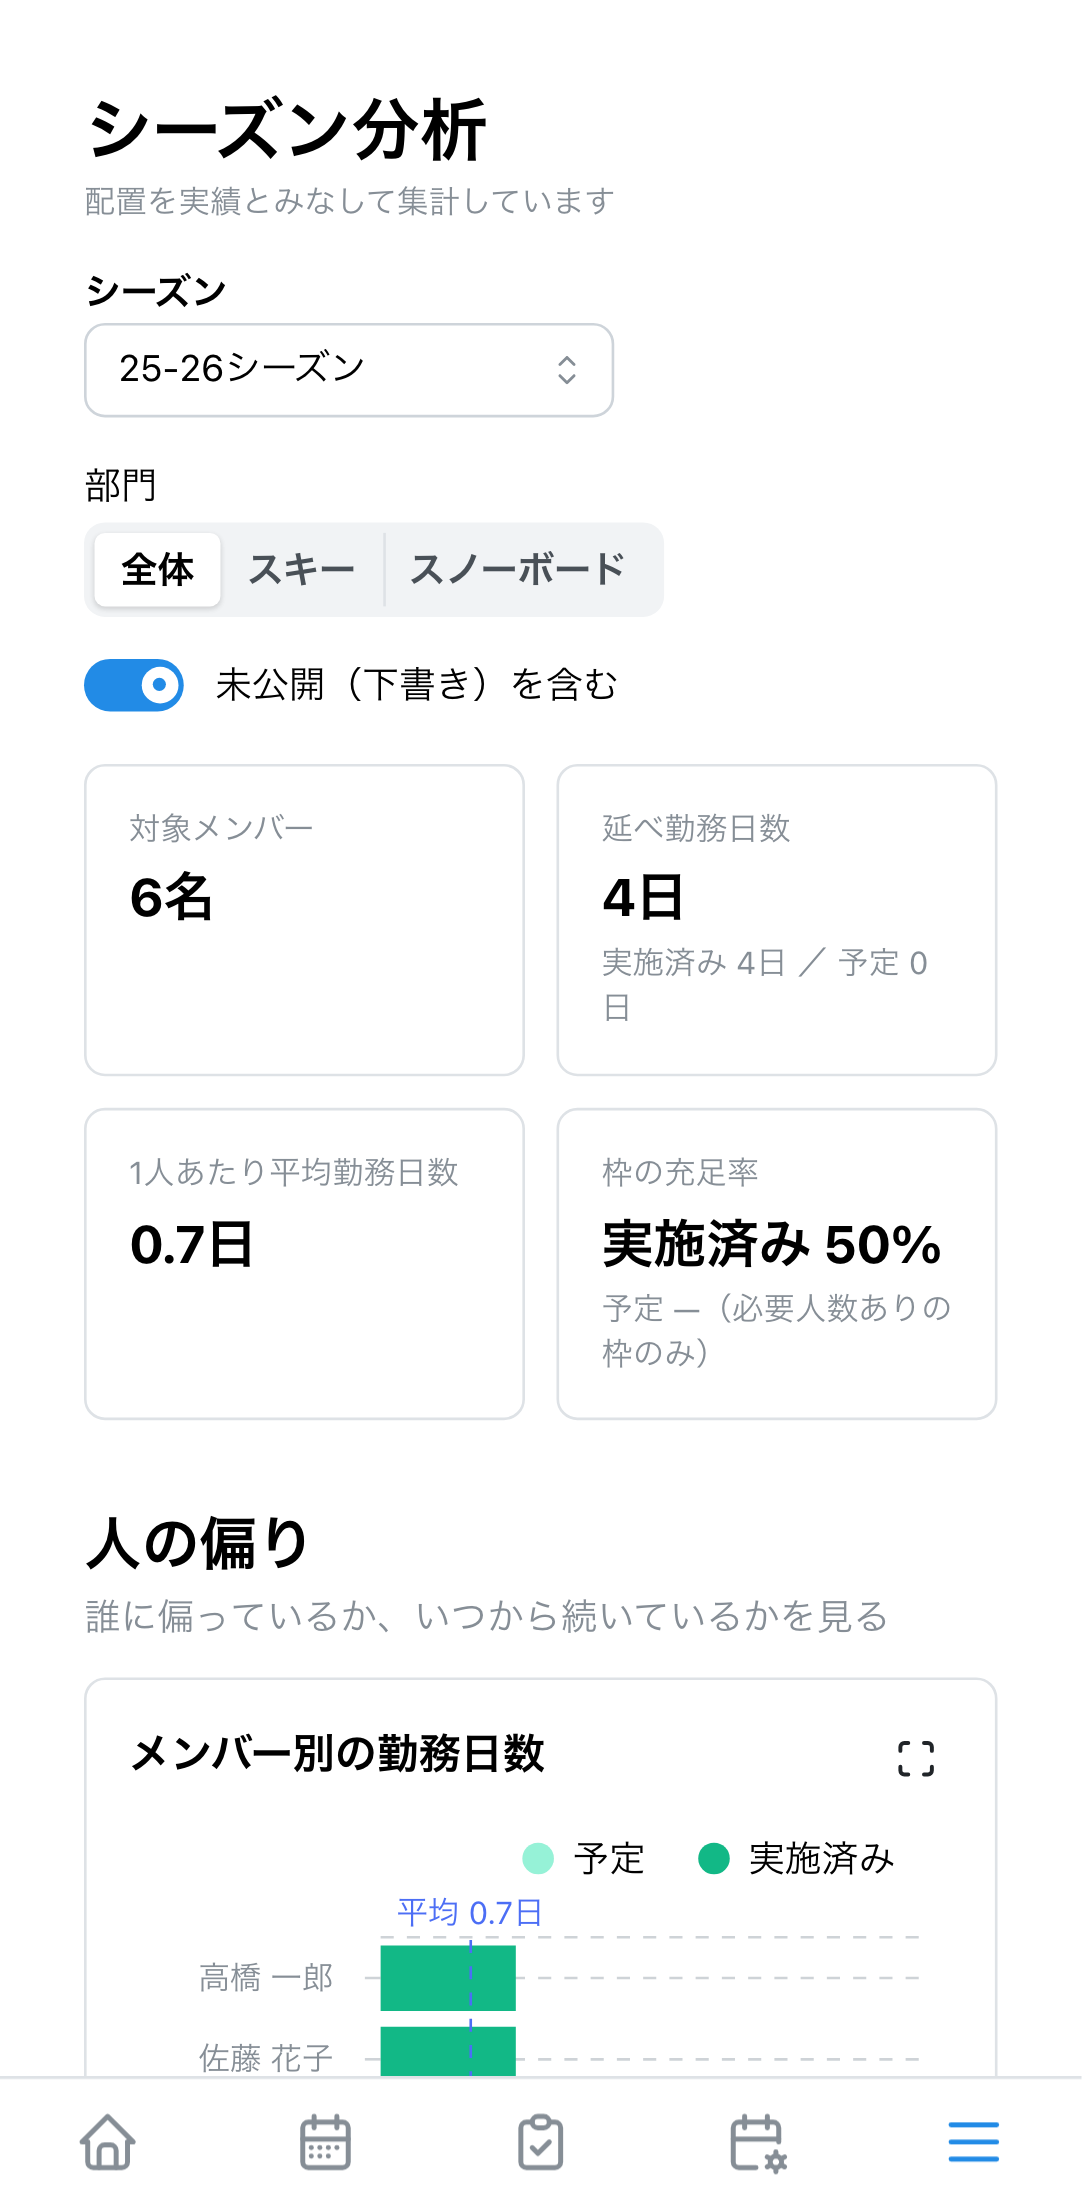 シーズン分析
配置を実績とみなして集計しています
シーズン
25-26シーズン
部門
全体
スキー
スノーボード
未公開（下書き）を含む
対象メンバー
6名
延べ勤務日数
4日
実施済み 4日 ／ 予定 0
日
1人あたり平均勤務日数
0.7日
枠の充足率
実施済み 50%
予定 —（必要人数ありの
枠のみ）
人の偏り
誰に偏っているか、いつから続いているかを見る
メンバー別の勤務日数
予定
実施済み
平均 0.7日
高橋 一郎
佐藤 花子